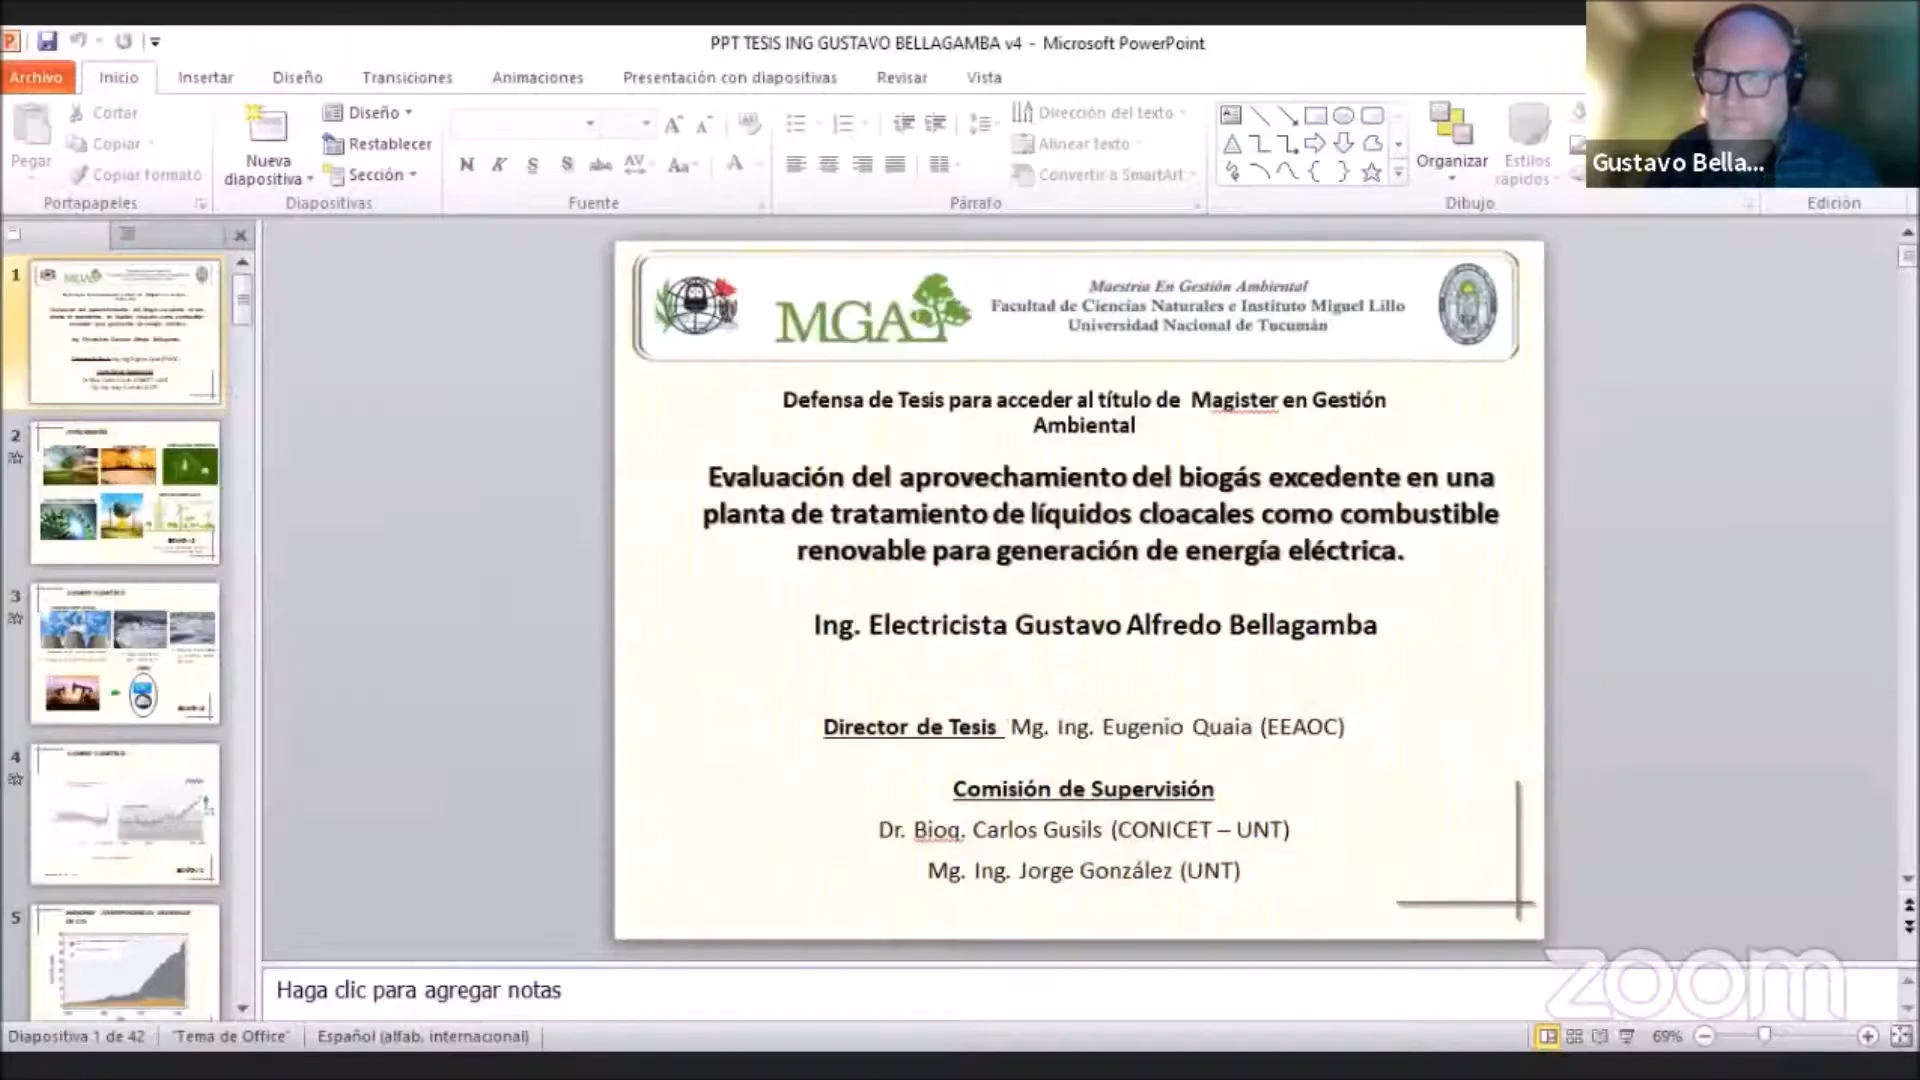 PPT TESIS ING GUSTAVO BELLAGAMBA v4 - Microsoft PowerPoint
Archivo Inicio Insertar Diseño Transiciones Animaciones Presentación con diapositivas Revisar Vista
Pegar
Cortar
Copiar
Copiar formato
Portapapeles
Nueva diapositiva
Diseño
Restablecer
Sección
Diapositivas
Fuente
Dirección del texto
Alinear texto
Convertir a SmartArt
Párrafo
Organizar
Estilos rápidos
Dibujo
Edición
Gustavo Bella...
MGA
Maestria En Gestión Ambiental
Facultad de Ciencias Naturales e Instituto Miguel Lillo
Universidad Nacional de Tucumán
Defensa de Tesis para acceder al título de Magister en Gestión
Ambiental
Evaluación del aprovechamiento del biogás excedente en una
planta de tratamiento de líquidos cloacales como combustible
renovable para generación de energía eléctrica.
Ing. Electricista Gustavo Alfredo Bellagamba
Director de Tesis Mg. Ing. Eugenio Quaia (EEAOC)
Comisión de Supervisión
Dr. Bioq. Carlos Gusils (CONICET – UNT)
Mg. Ing. Jorge González (UNT)
1
2
3
4
5
Haga clic para agregar notas
zoom
Diapositiva 1 de 42 "Tema de Office" Español (alfab. internacional) 69%